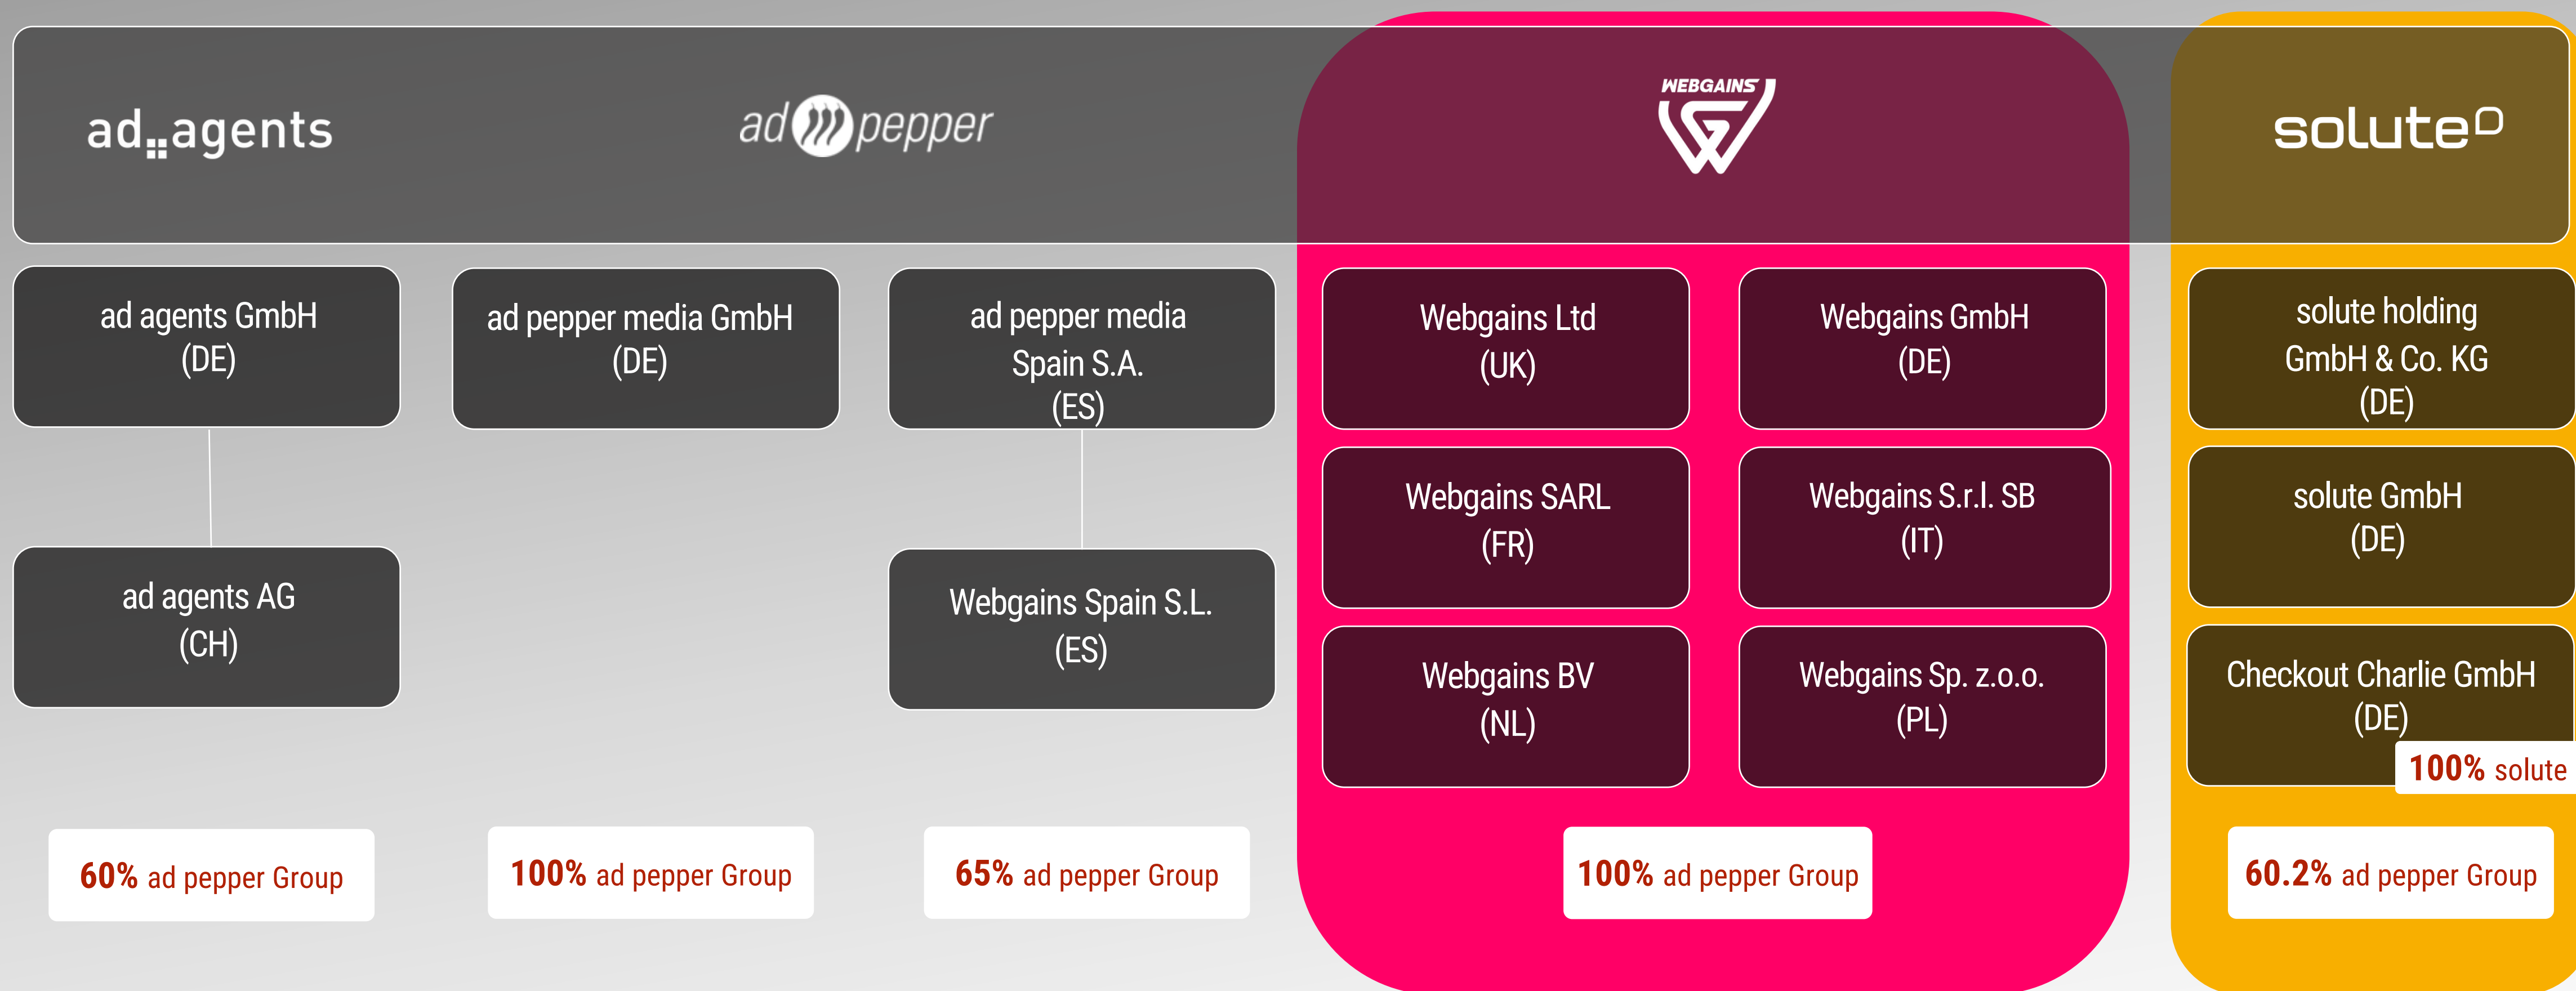 ad agents
ad pepper
WEBGAINS
solute
ad agents GmbH
(DE)
ad agents AG
(CH)
60% ad pepper Group
ad pepper media GmbH
(DE)
100% ad pepper Group
ad pepper media
Spain S.A.
(ES)
Webgains Spain S.L.
(ES)
65% ad pepper Group
Webgains Ltd
(UK)
Webgains GmbH
(DE)
Webgains SARL
(FR)
Webgains S.r.l. SB
(IT)
Webgains BV
(NL)
Webgains Sp. z.o.o.
(PL)
100% ad pepper Group
solute holding
GmbH & Co. KG
(DE)
solute GmbH
(DE)
Checkout Charlie GmbH
(DE)
100% solute
60.2% ad pepper Group